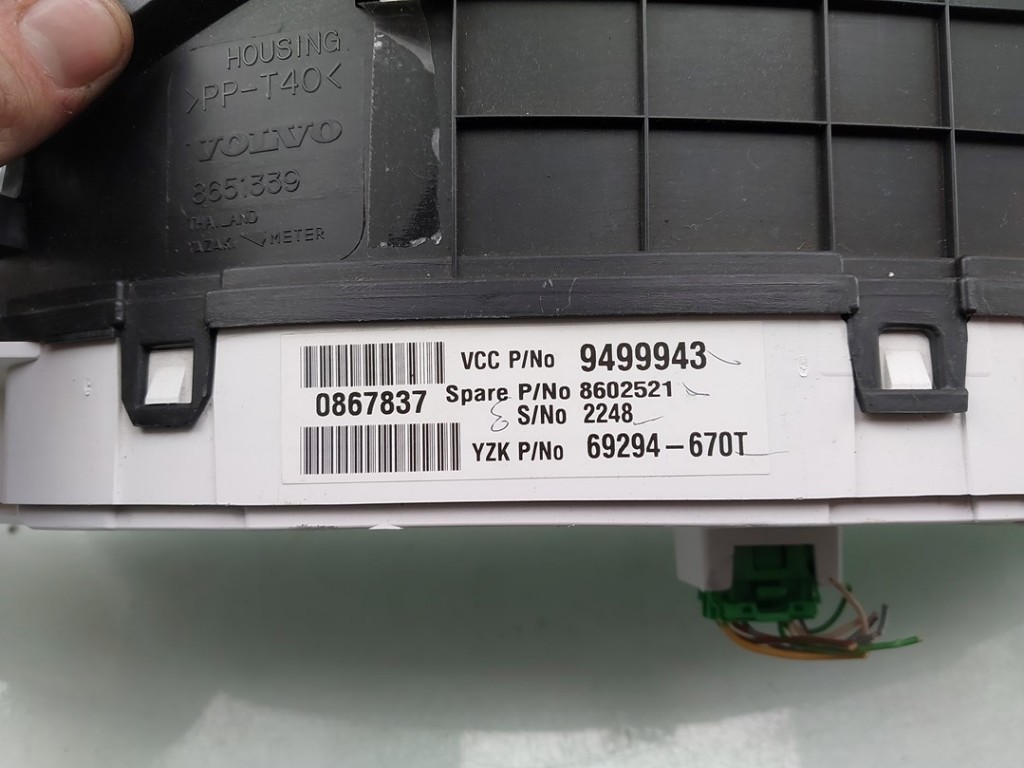 HOUSING
>PP-T40<
VOLVO
8651339
THAILAND
YAZAKI METER
VCC P/No 9499943
0867837
Spare P/No 8602521
S/No 2248
YZK P/No 69294-670T